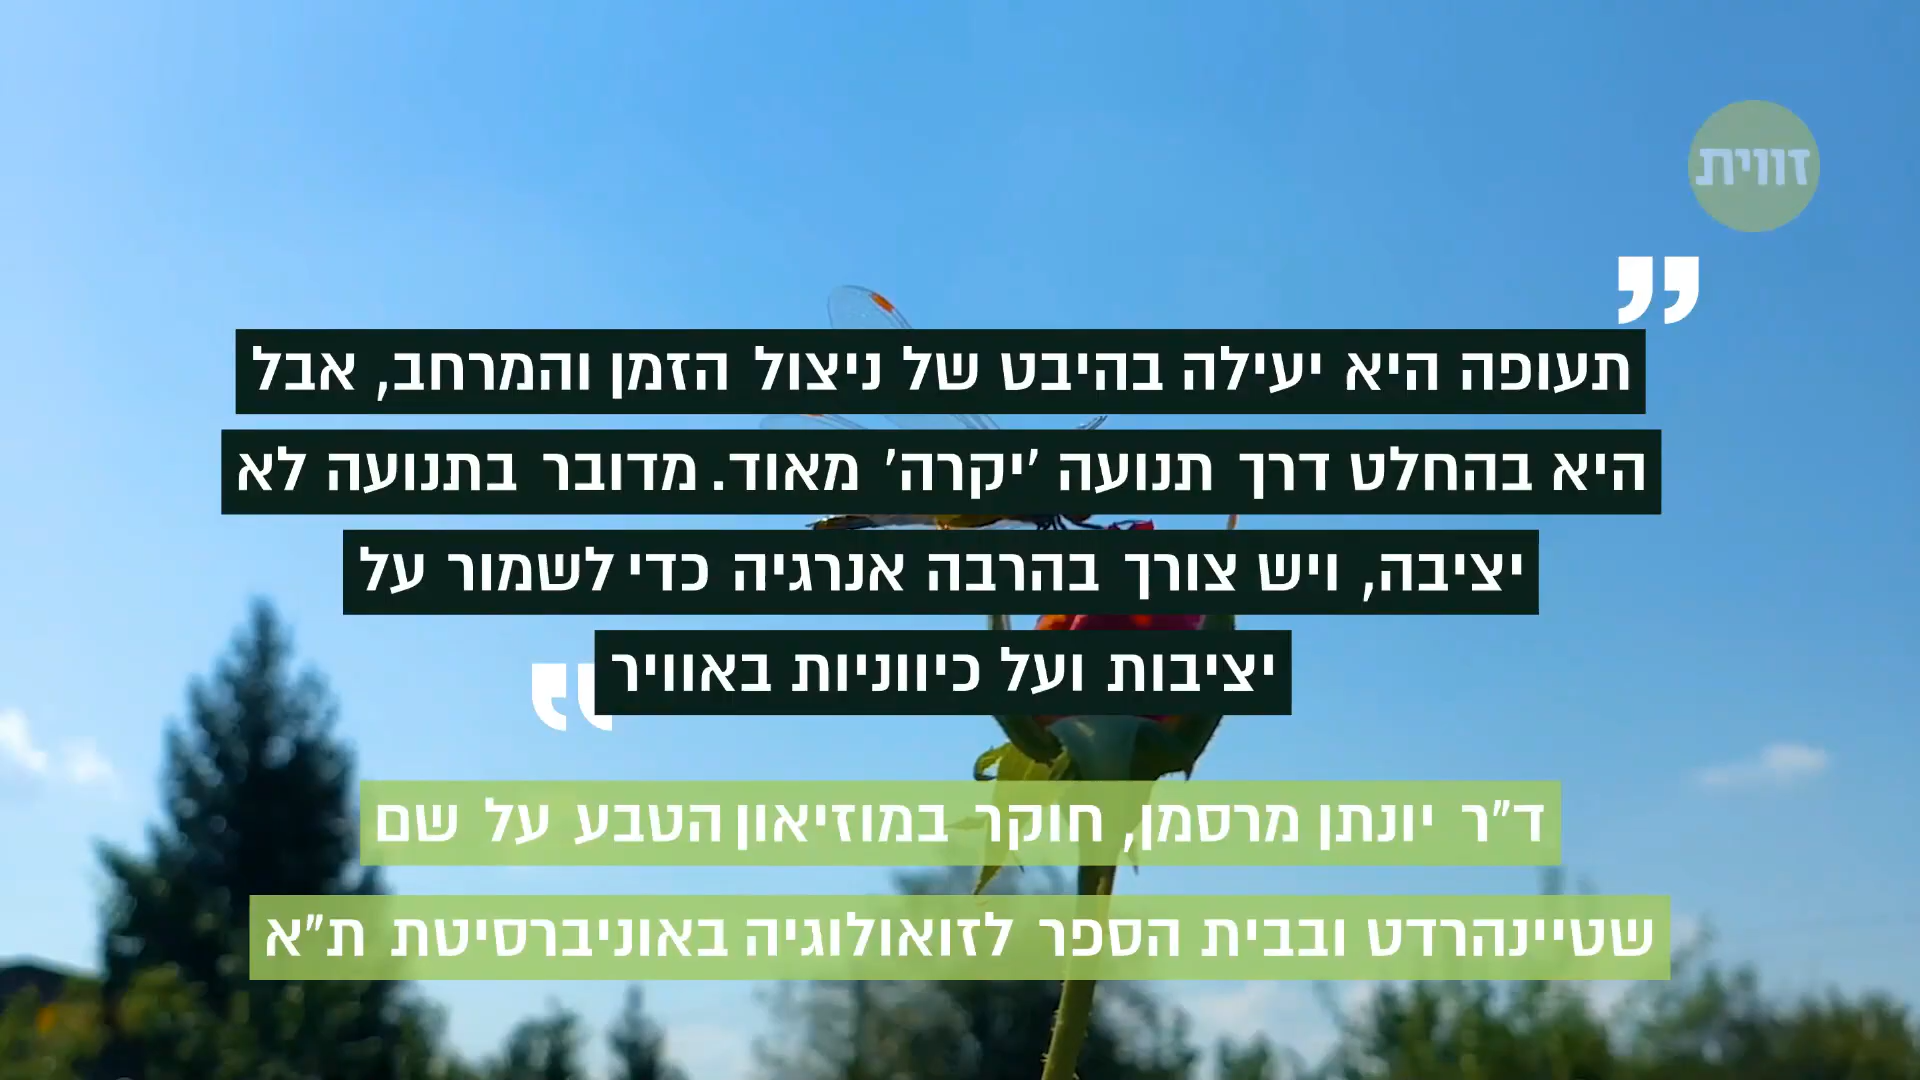 זווית
”
תעופה היא יעילה בהיבט של ניצול הזמן והמרחב, אבל
היא בהחלט דרך תנועה 'יקרה' מאוד. מדובר בתנועה לא
יציבה, ויש צורך בהרבה אנרגיה כדי לשמור על
יציבות ועל כיווניות באוויר
“
ד"ר יונתן מרסמן, חוקר במוזיאון הטבע על שם
שטיינהרדט ובבית הספר לזואולוגיה באוניברסיטת ת"א